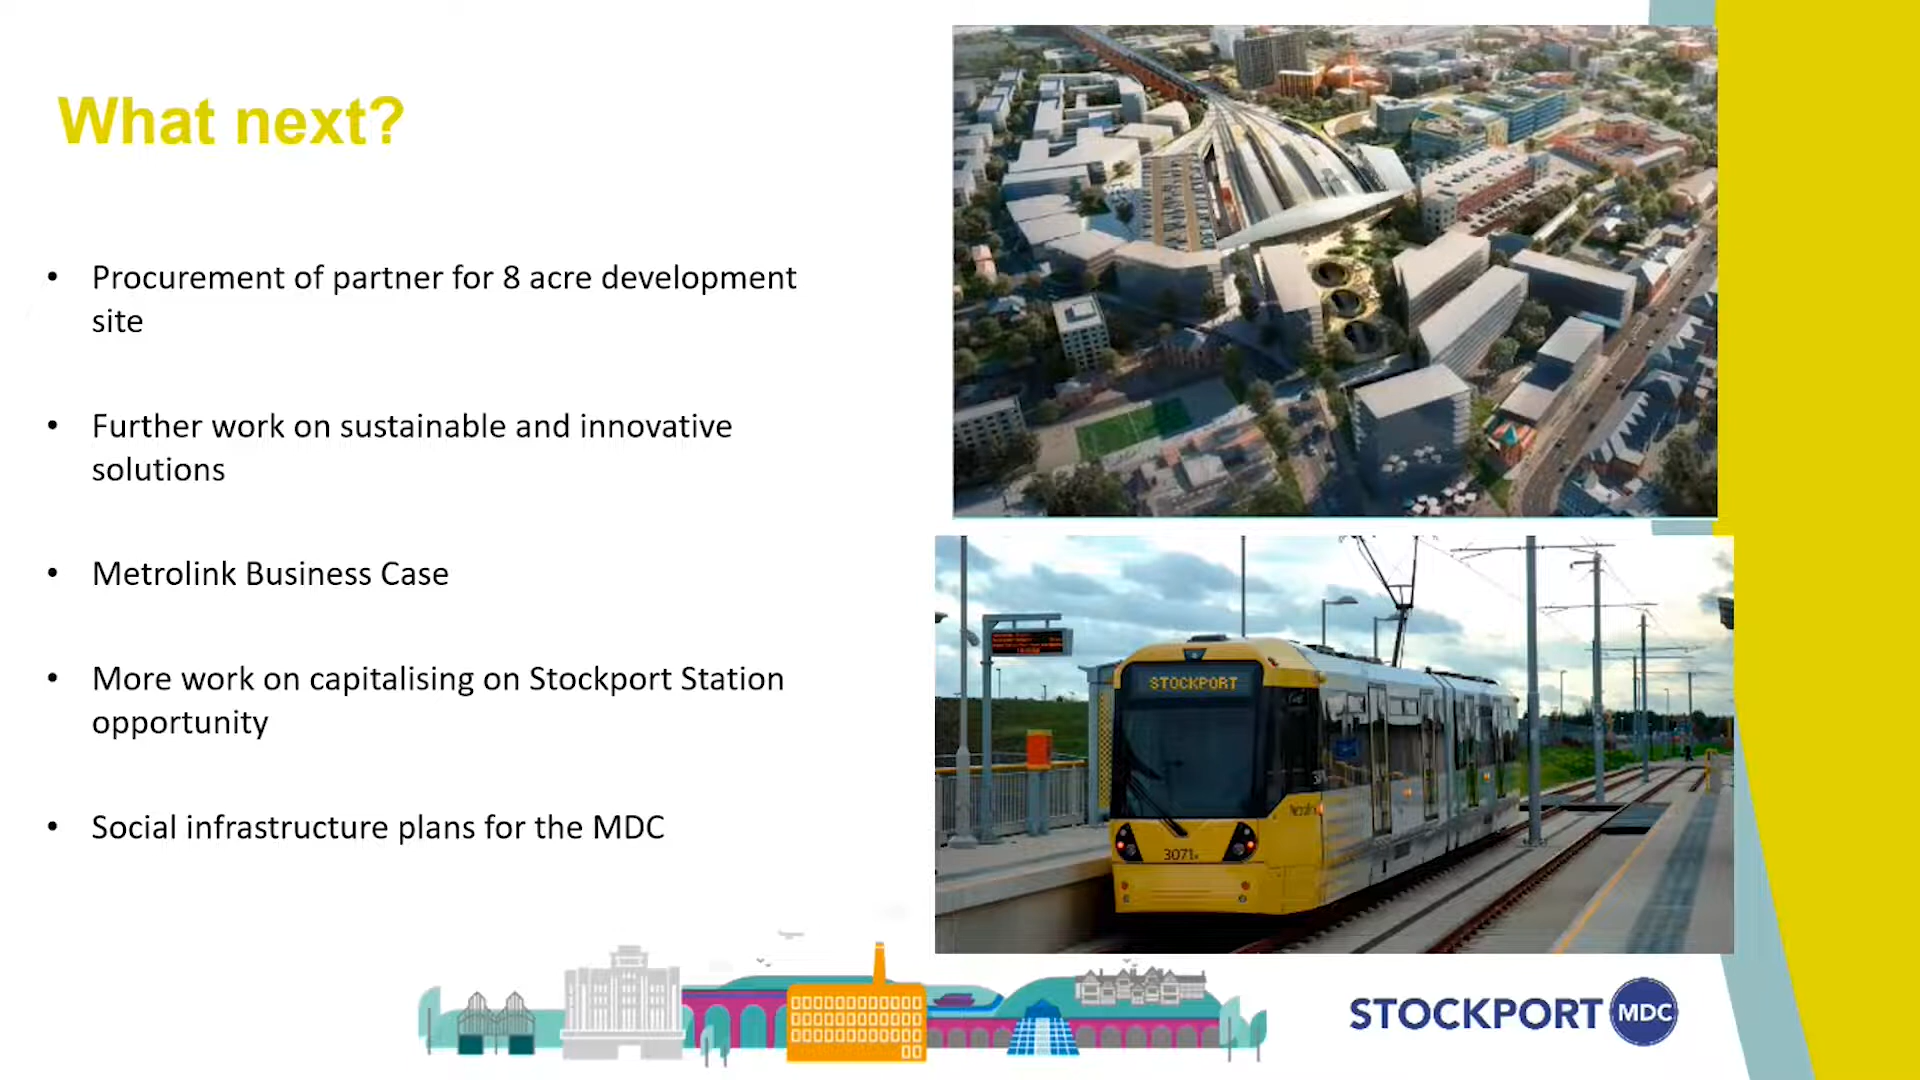 What next?
• Procurement of partner for 8 acre development
site
• Further work on sustainable and innovative
solutions
• Metrolink Business Case
• More work on capitalising on Stockport Station
opportunity
• Social infrastructure plans for the MDC
STOCKPORT
3071
STOCKPORT MDC